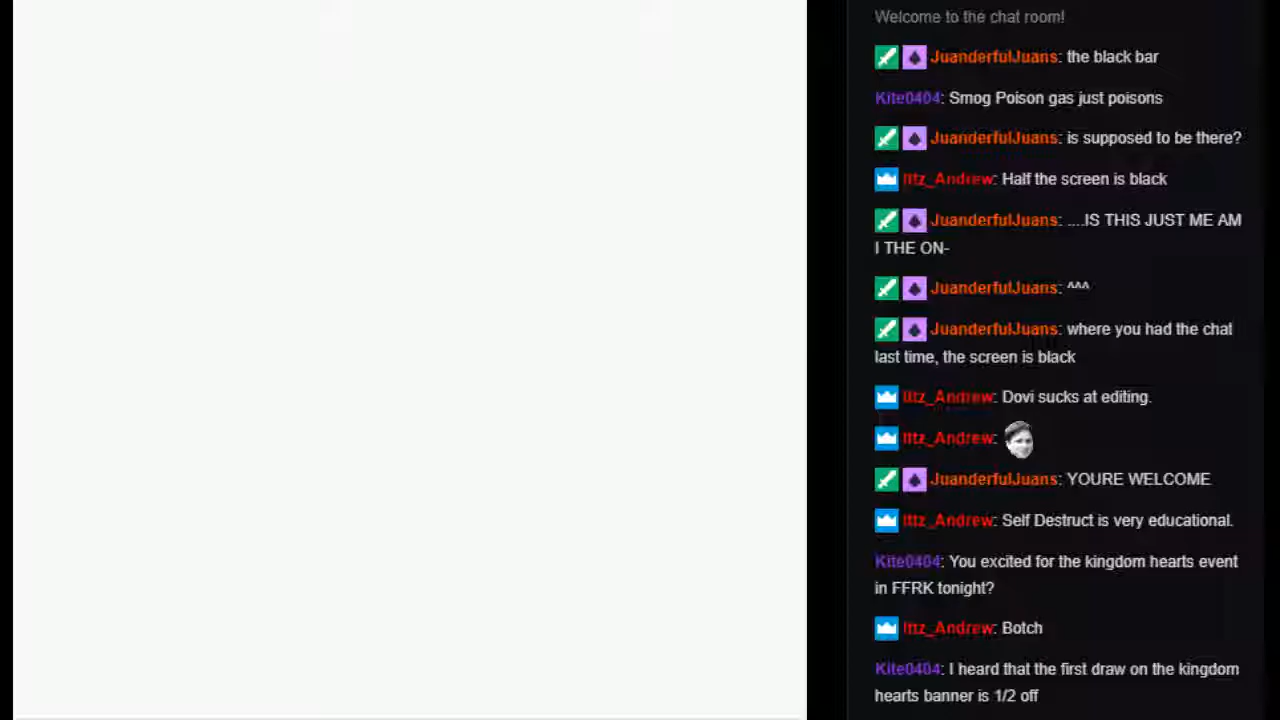 Welcome to the chat room!
JuanderfulJuans: the black bar
Kite0404: Smog Poison gas just poisons
JuanderfulJuans: is supposed to be there?
Ittz_Andrew: Half the screen is black
JuanderfulJuans: ....IS THIS JUST ME AM
I THE ON-
JuanderfulJuans: ^^^
JuanderfulJuans: where you had the chat
last time, the screen is black
Ittz_Andrew: Dovi sucks at editing.
Ittz_Andrew:
JuanderfulJuans: YOURE WELCOME
Ittz_Andrew: Self Destruct is very educational.
Kite0404: You excited for the kingdom hearts event
in FFRK tonight?
Ittz_Andrew: Botch
Kite0404: I heard that the first draw on the kingdom
hearts banner is 1/2 off